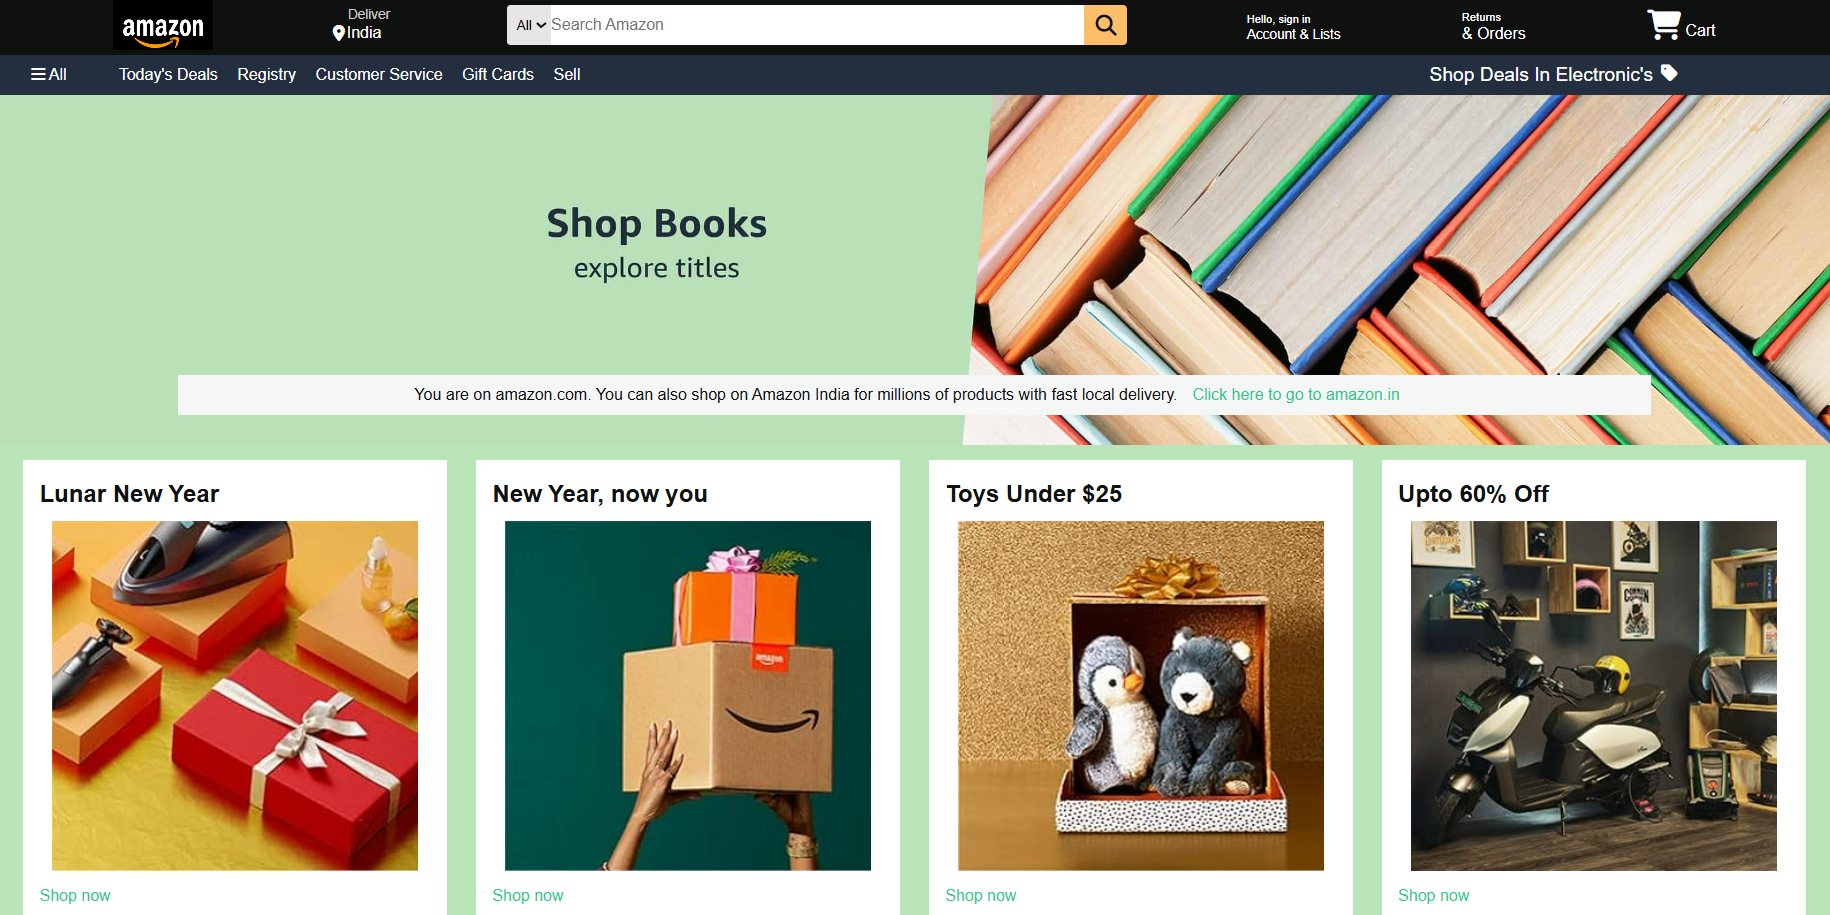 amazon
Deliver
India
All
Search Amazon
Hello, sign in
Account & Lists
Returns
& Orders
Cart
All
Today's Deals
Registry
Customer Service
Gift Cards
Sell
Shop Deals In Electronic's
Shop Books
explore titles
You are on amazon.com. You can also shop on Amazon India for millions of products with fast local delivery. Click here to go to amazon.in
Lunar New Year
New Year, now you
Toys Under $25
Upto 60% Off
amazon
Shop now
Shop now
Shop now
Shop now